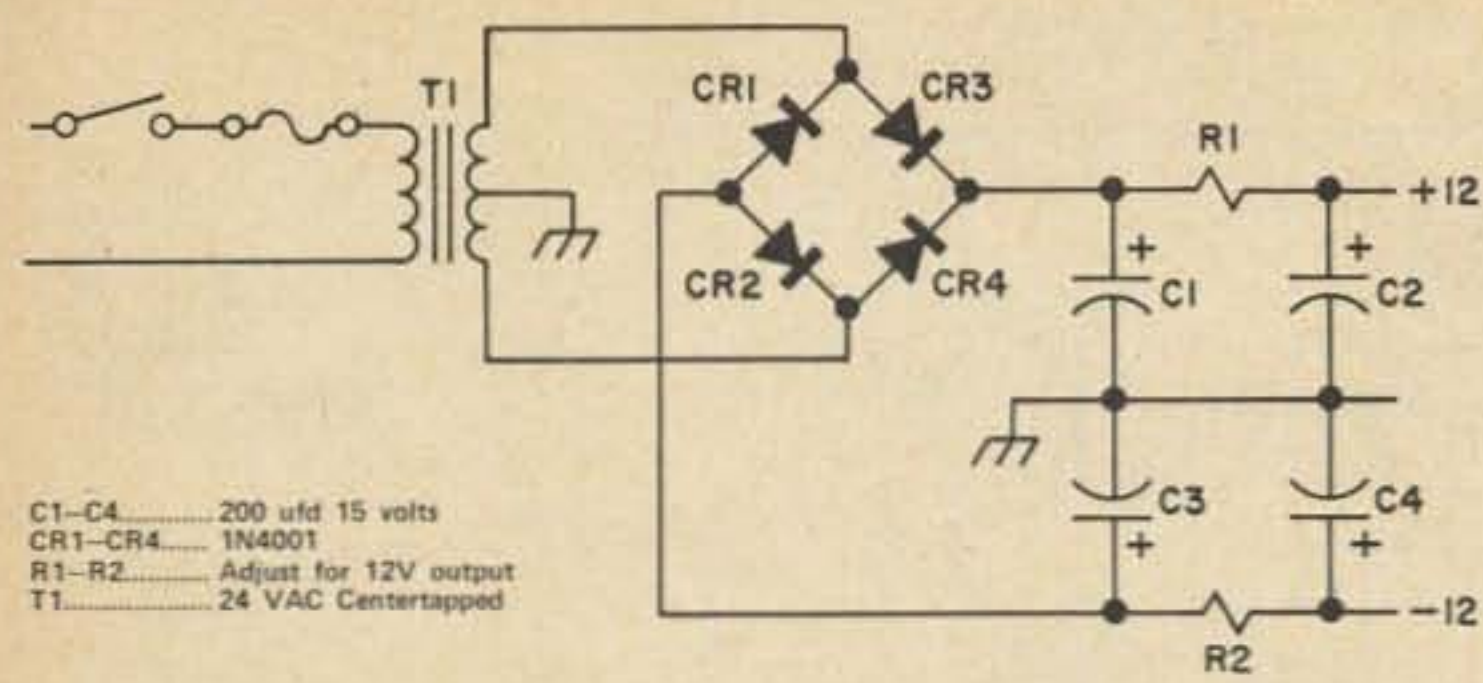 T1
CR1
CR3
R1
+12
+
+
CR2
CR4
C1
C2
C3
C4
+
+
-12
R2
C1-C4............ 200 ufd 15 volts
CR1-CR4...... 1N4001
R1-R2.......... Adjust for 12V output
T1.................. 24 VAC Centertapped